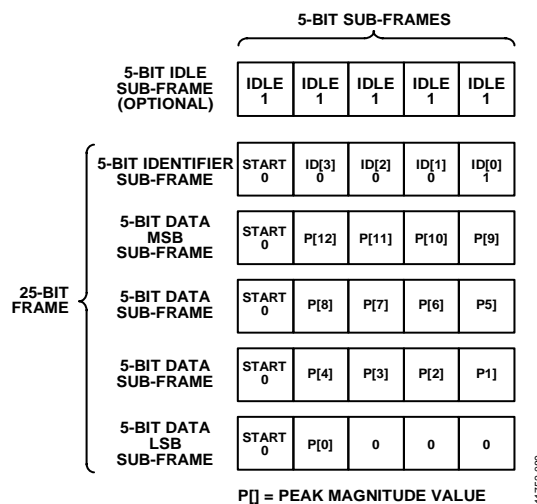 5-BIT SUB-FRAMES
5-BIT IDLE
SUB-FRAME
(OPTIONAL)
IDLE
1
IDLE
1
IDLE
1
IDLE
1
IDLE
1
5-BIT IDENTIFIER
SUB-FRAME
START
0
ID[3]
0
ID[2]
0
ID[1]
0
ID[0]
1
5-BIT DATA
MSB
SUB-FRAME
START
0
P[12]
P[11]
P[10]
P[9]
25-BIT
FRAME
5-BIT DATA
SUB-FRAME
START
0
P[8]
P[7]
P[6]
P5]
5-BIT DATA
SUB-FRAME
START
0
P[4]
P[3]
P[2]
P1]
5-BIT DATA
LSB
SUB-FRAME
START
0
P[0]
0
0
0
P[] = PEAK MAGNITUDE VALUE